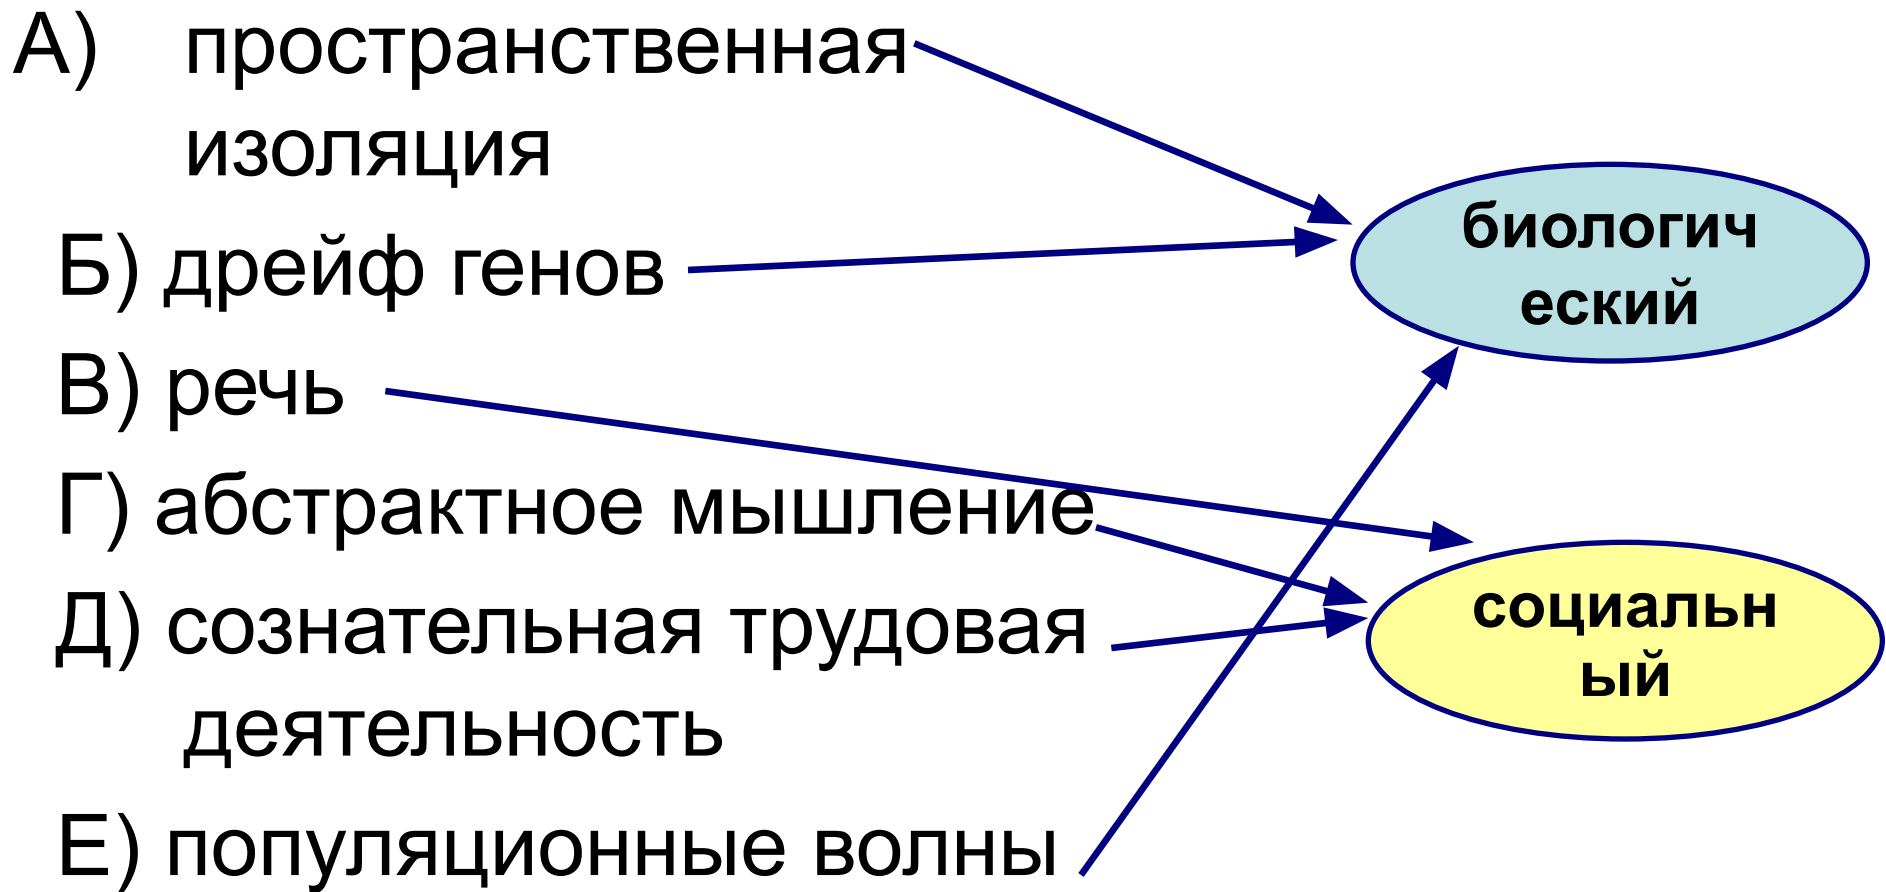 А) пространственная
изоляция
Б) дрейф генов
В) речь
Г) абстрактное мышление
Д) сознательная трудовая
деятельность
Е) популяционные волны
биологич
еский
социальн
ый